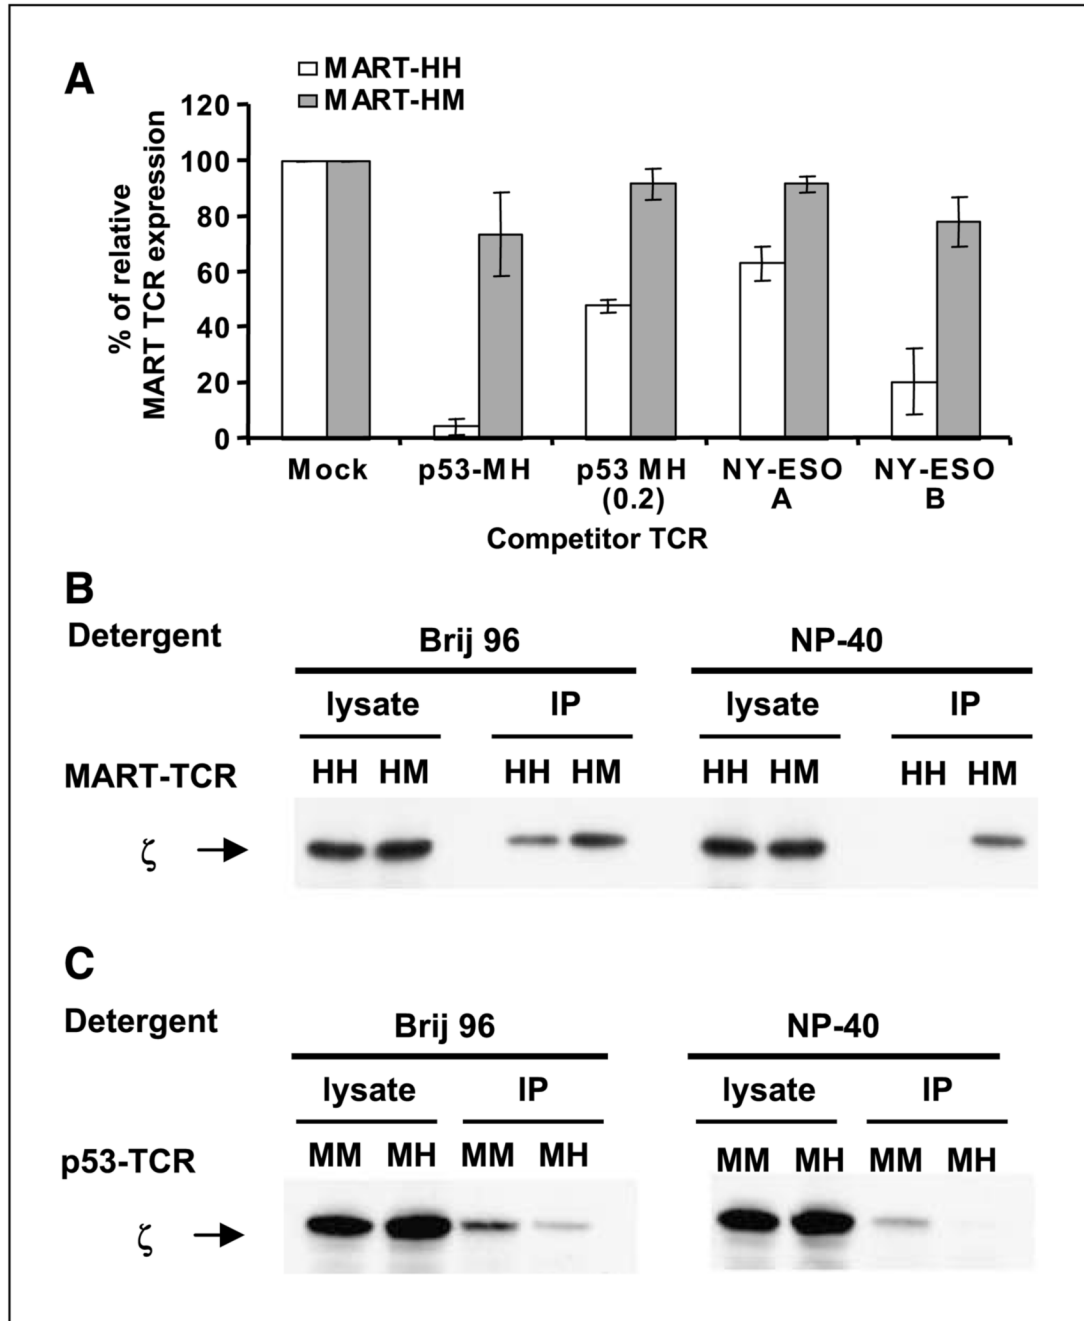 A
MART-HH
MART-HM
% of relative
MART TCR expression
120
100
80
60
40
20
0
Mock
p53-MH
p53 MH
(0.2)
NY-ESO
A
NY-ESO
B
Competitor TCR
B
Detergent
Brij 96
NP-40
lysate
IP
lysate
IP
MART-TCR
HH HM
HH HM
HH HM
HH HM
ζ
C
Detergent
Brij 96
NP-40
lysate
IP
lysate
IP
p53-TCR
MM MH MM MH
MM MH MM MH
ζ